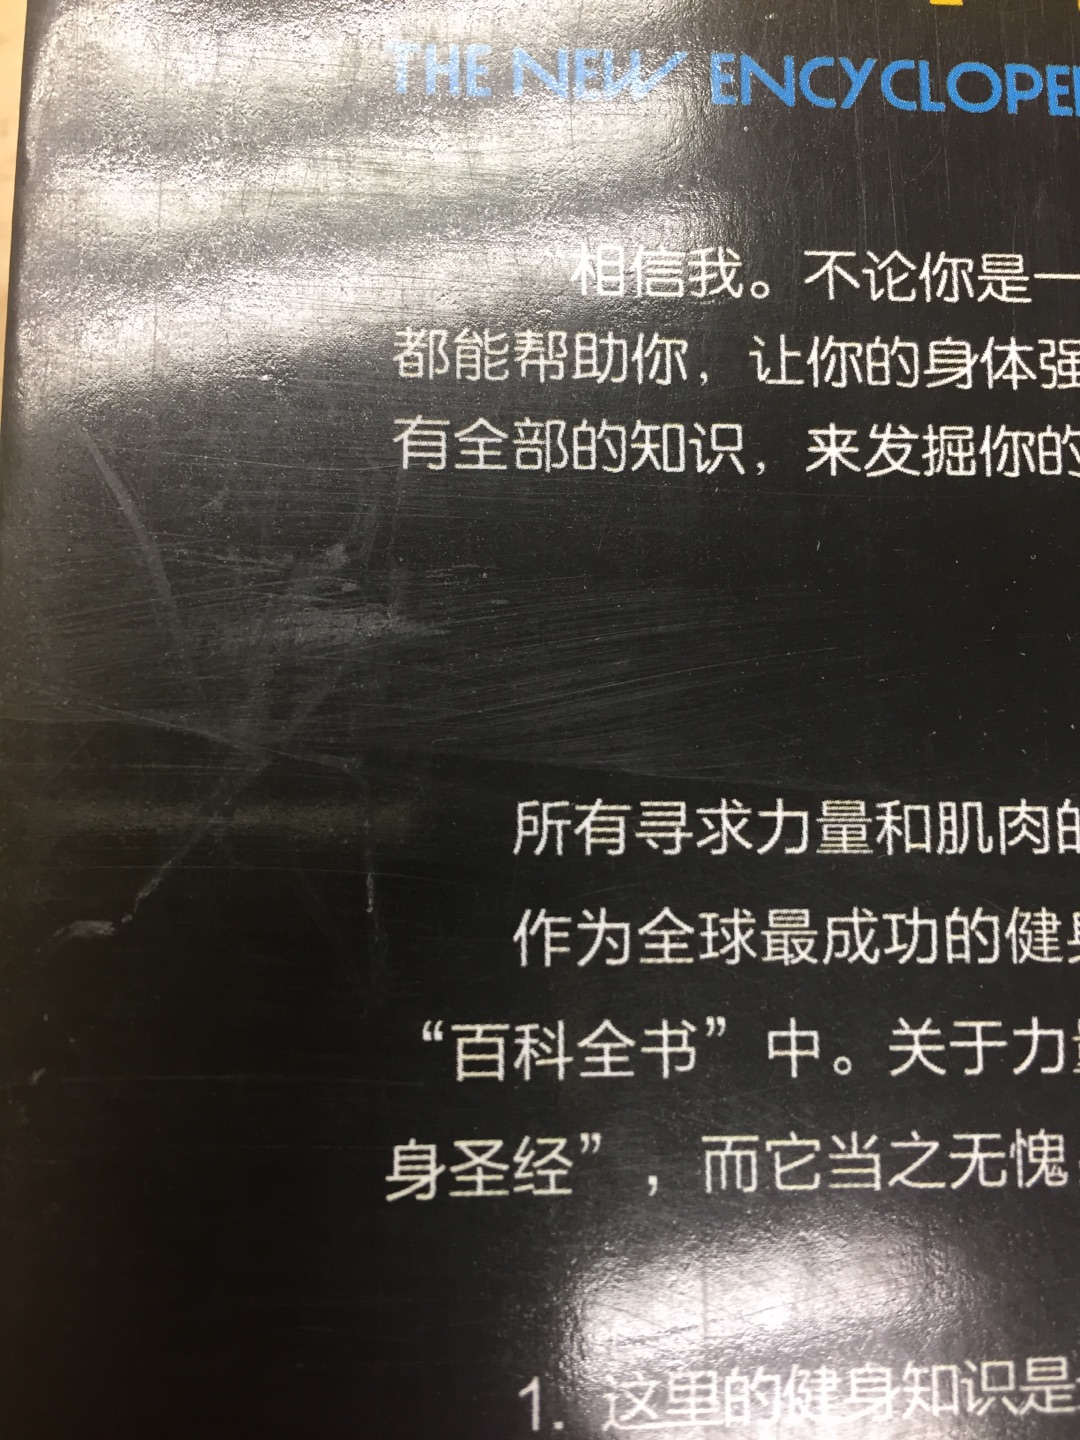 THE NEW ENCYCLOPE
“相信我。不论你是一
都能帮助你，让你的身体强
有全部的知识，来发掘你的
所有寻求力量和肌肉的
作为全球最成功的健身
“百科全书”中。关于力量
身圣经”，而它当之无愧
1. 这里的健身知识是